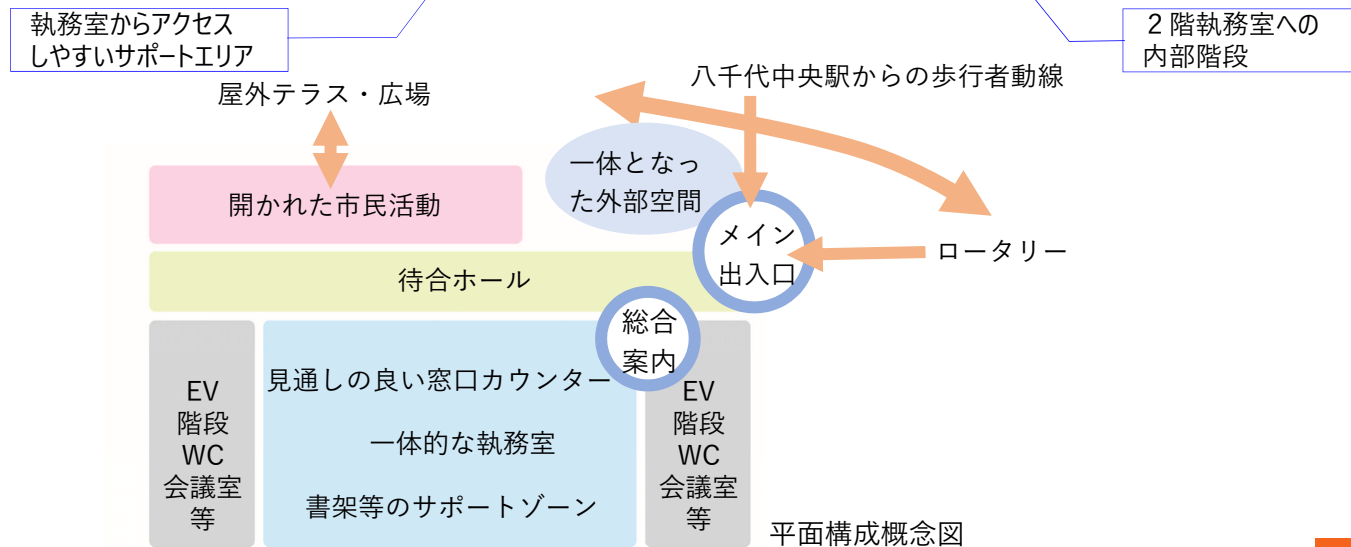 執務室からアクセス
しやすいサポートエリア
２階執務室への
内部階段
八千代中央駅からの歩行者動線
屋外テラス・広場
一体となっ
た外部空間
開かれた市民活動
メイン
出入口
ロータリー
待合ホール
総合
案内
EV
階段
WC
会議室
等
見通しの良い窓口カウンター
一体的な執務室
書架等のサポートゾーン
EV
階段
WC
会議室
等
平面構成概念図